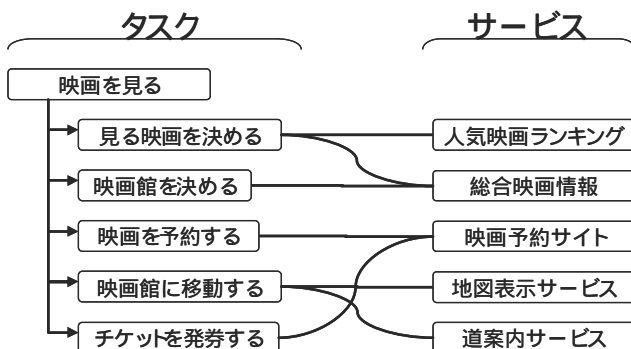 タスク サービス
映画を見る
見る映画を決める 人気映画ランキング
映画館を決める 総合映画情報
映画を予約する 映画予約サイト
映画館に移動する 地図表示サービス
チケットを発券する 道案内サービス